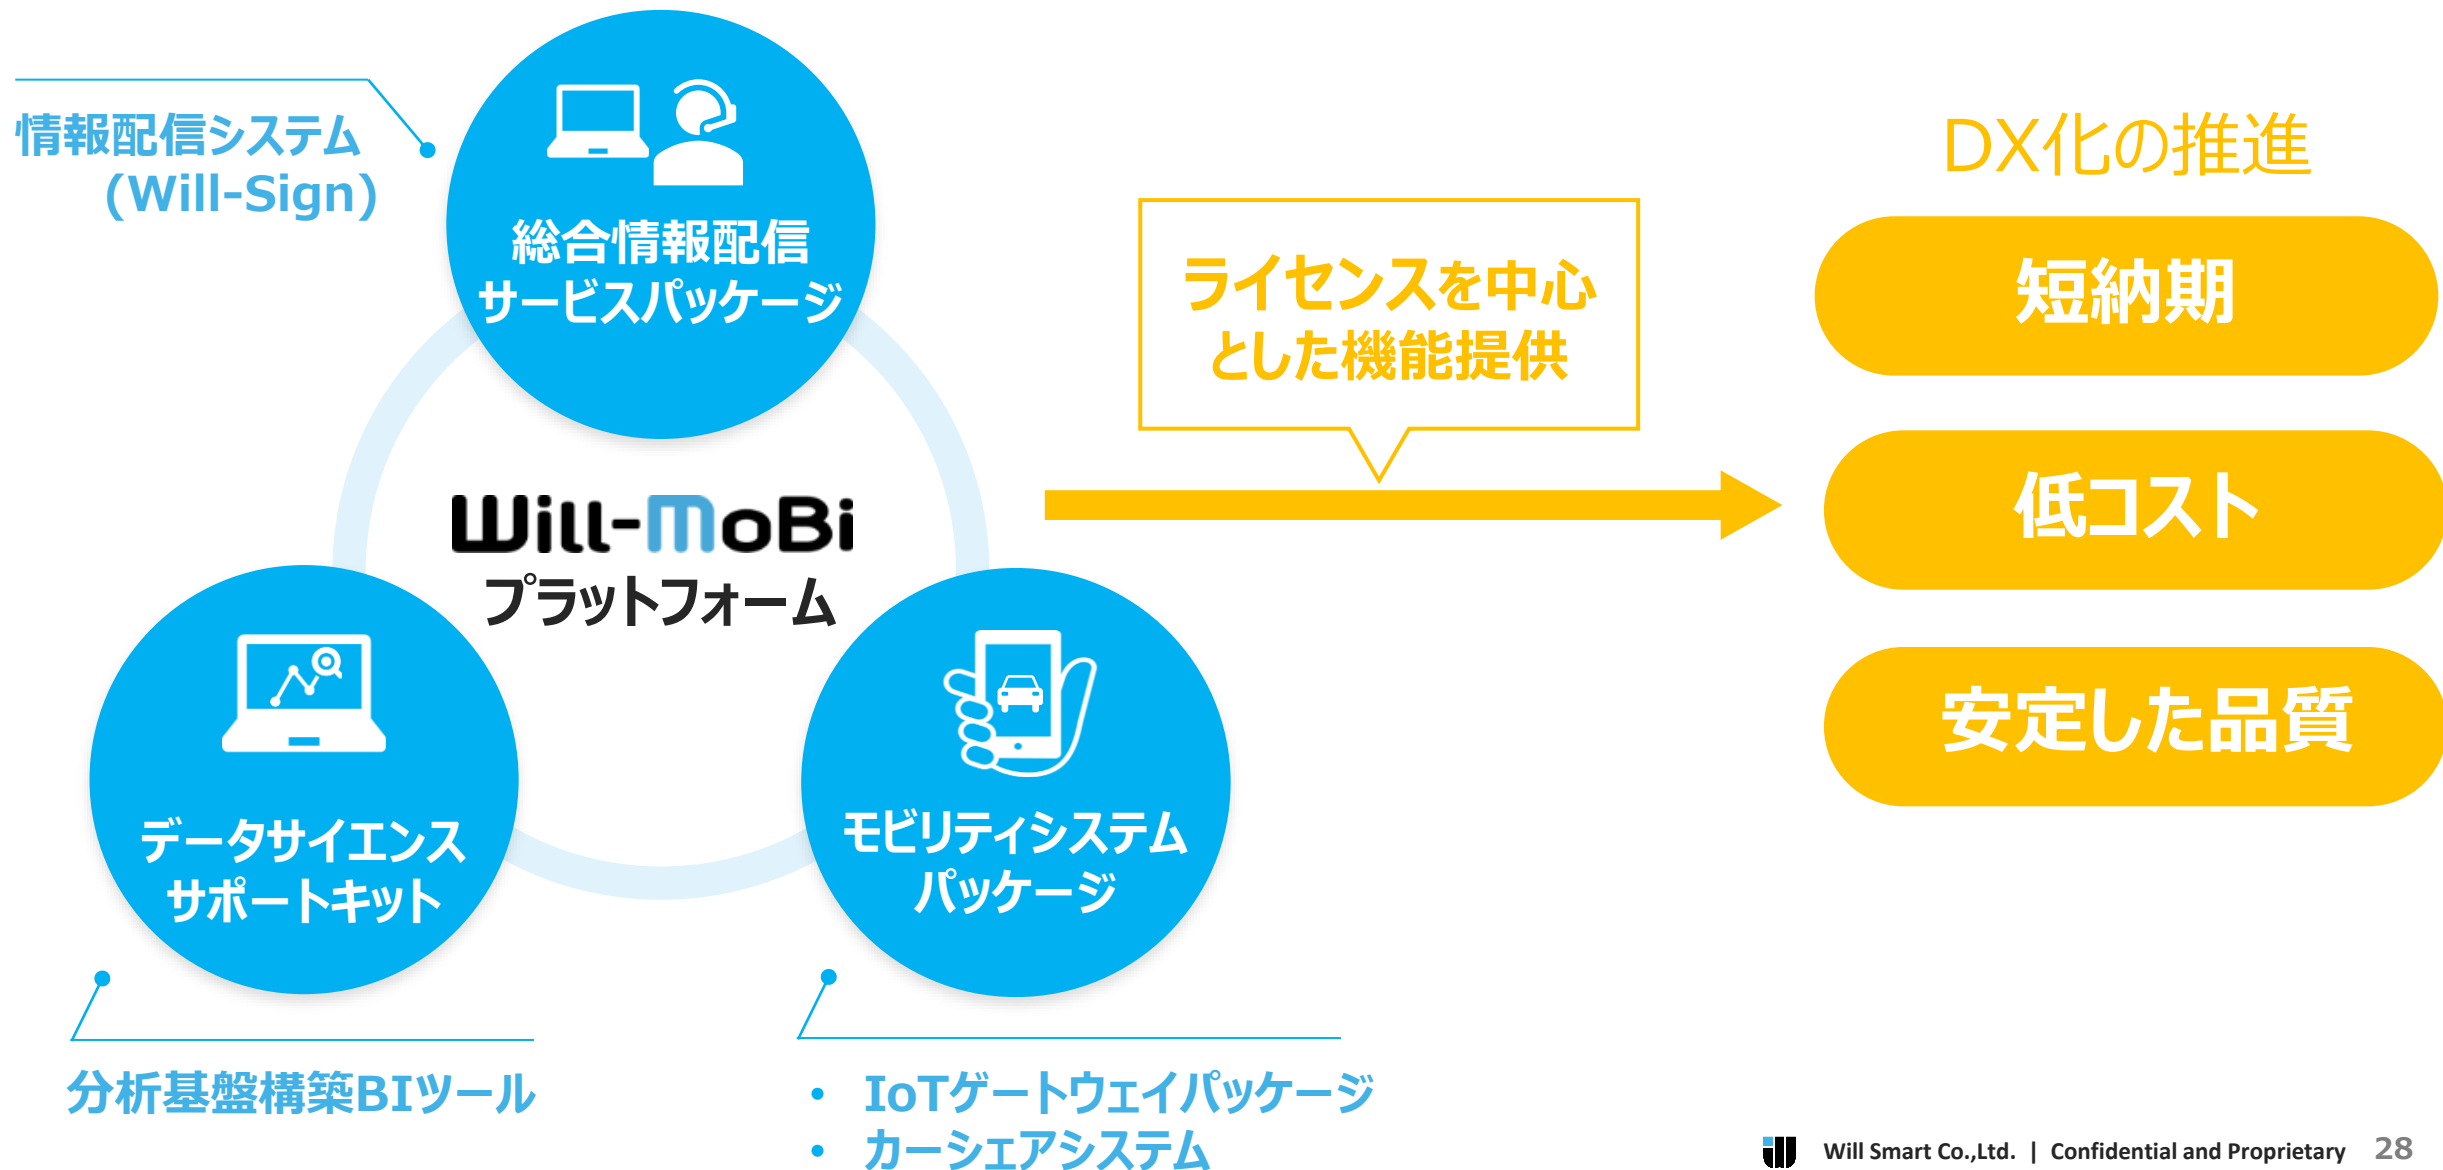 情報配信システム
(Will-Sign)
総合情報配信
サービスパッケージ
Will-MoBi
プラットフォーム
データサイエンス
サポートキット
モビリティシステム
パッケージ
分析基盤構築BIツール
• IoTゲートウェイパッケージ
• カーシェアシステム
ライセンスを中心
とした機能提供
DX化の推進
短納期
低コスト
安定した品質
Will Smart Co.,Ltd. | Confidential and Proprietary 28